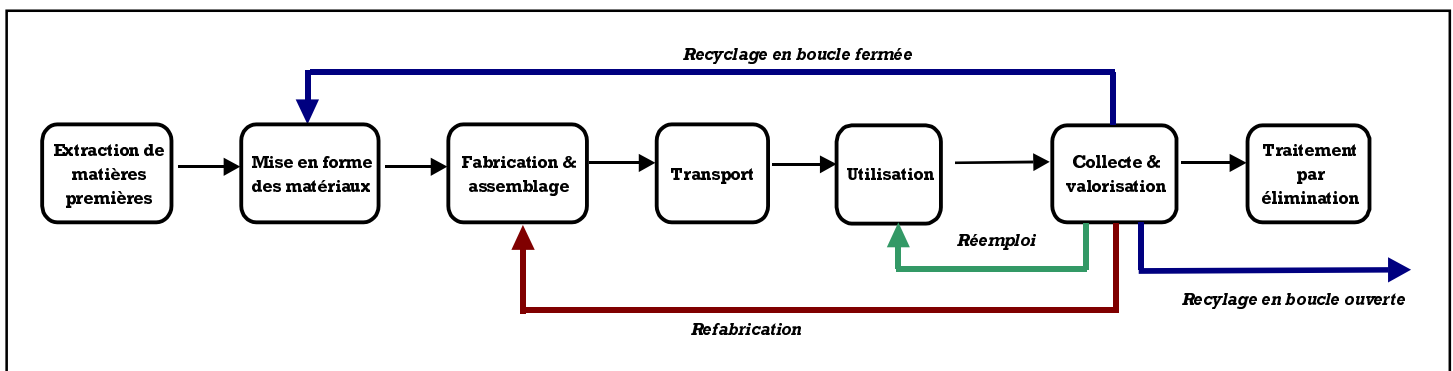 Recyclage en boucle fermée
Extraction de
matières
premières
Mise en forme
des matériaux
Fabrication &
assemblage
Transport
Utilisation
Collecte &
valorisation
Traitement
par
élimination
Réemploi
Recylage en boucle ouverte
Refabrication